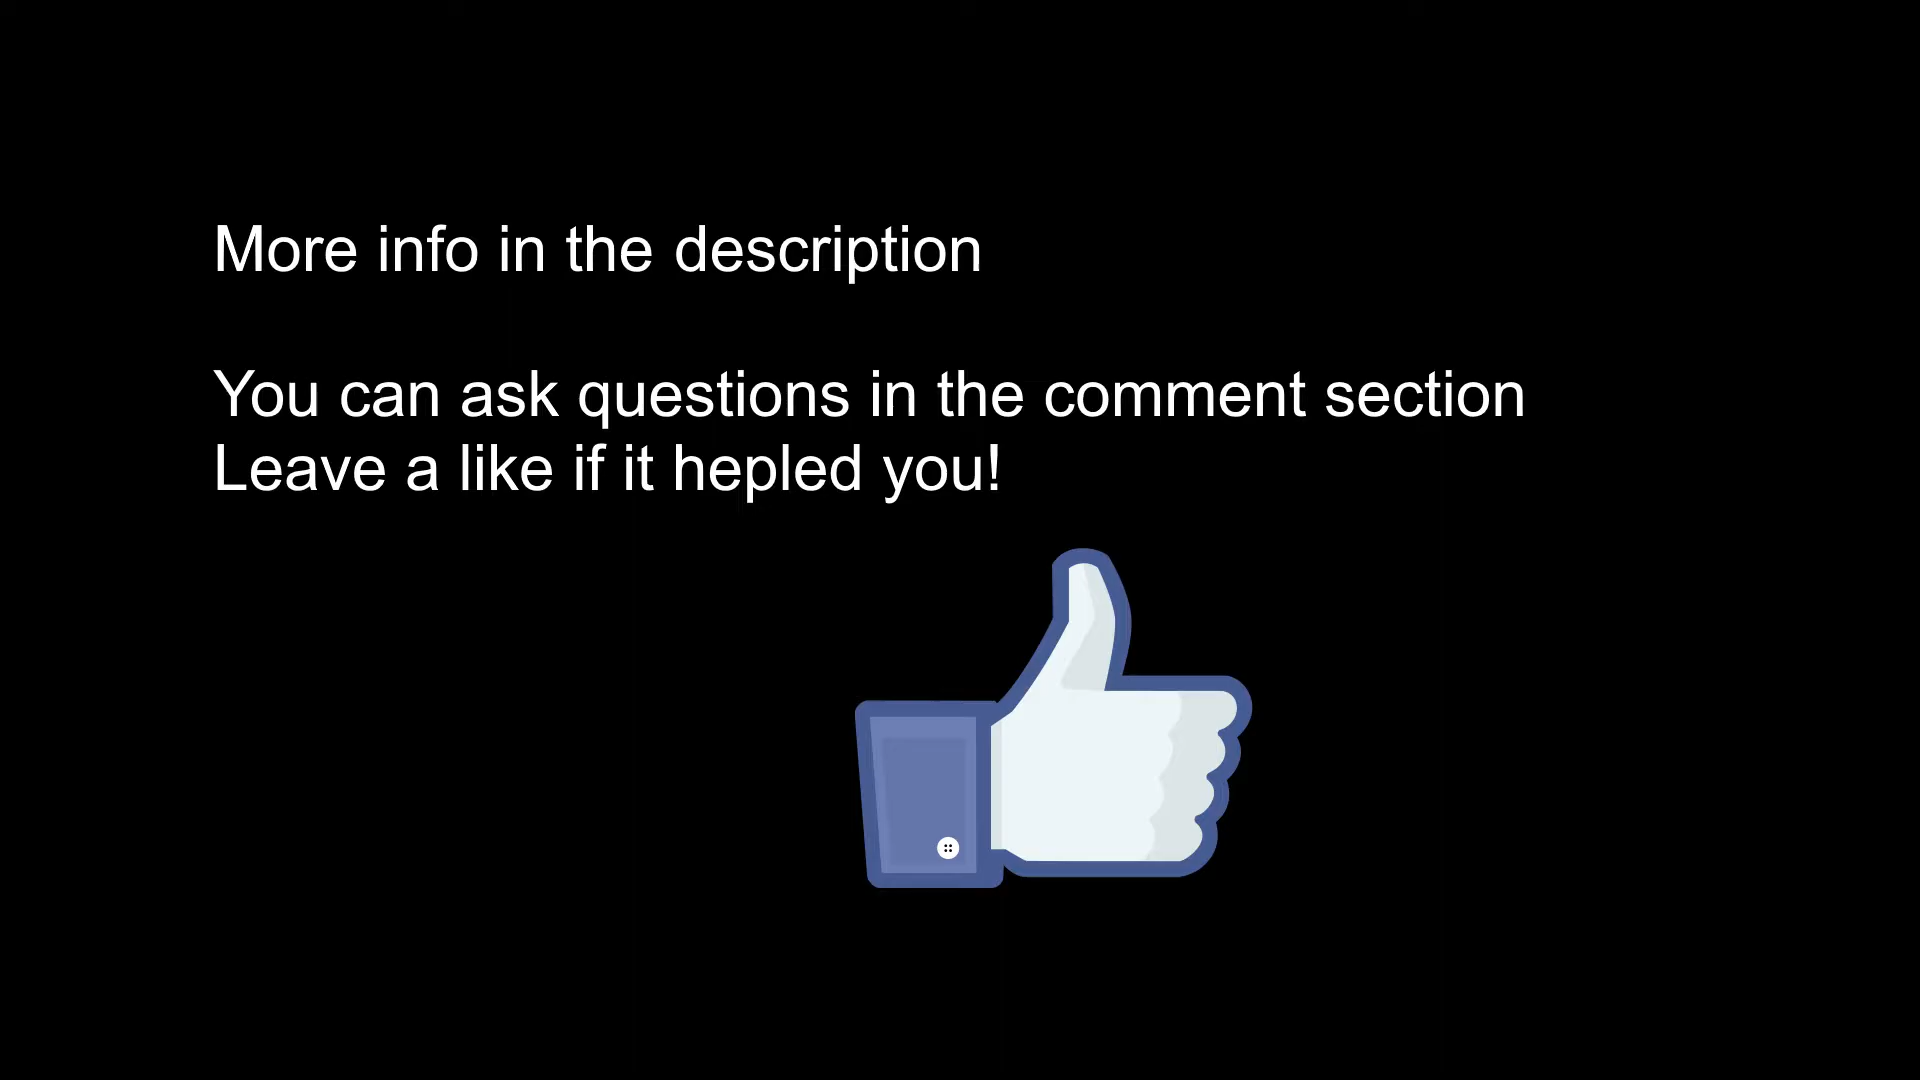 More info in the description
You can ask questions in the comment section
Leave a like if it hepled you!